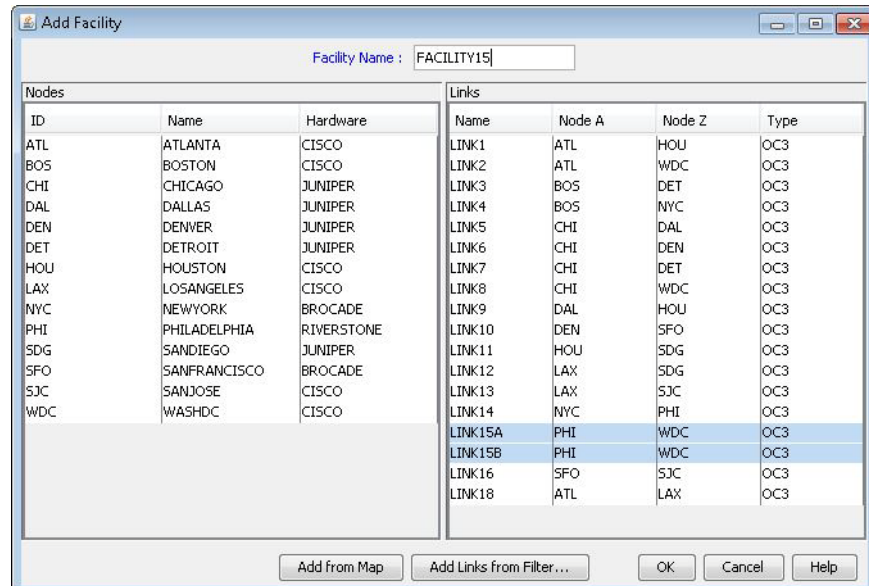 Add Facility
Facility Name : FACILITY15
Nodes
ID Name Hardware
ATL ATLANTA CISCO
BOS BOSTON CISCO
CHI CHICAGO JUNIPER
DAL DALLAS JUNIPER
DEN DENVER JUNIPER
DET DETROIT JUNIPER
HOU HOUSTON CISCO
LAX LOSANGELES CISCO
NYC NEWYORK BROCADE
PHI PHILADELPHIA RIVERSTONE
SDG SANDIEGO JUNIPER
SFO SANFRANCISCO BROCADE
SJC SANJOSE CISCO
WDC WASHDC CISCO
Links
Name Node A Node Z Type
LINK1 ATL HOU OC3
LINK2 ATL WDC OC3
LINK3 BOS DET OC3
LINK4 BOS NYC OC3
LINK5 CHI DAL OC3
LINK6 CHI DEN OC3
LINK7 CHI DET OC3
LINK8 CHI WDC OC3
LINK9 DAL HOU OC3
LINK10 DEN SFO OC3
LINK11 HOU SDG OC3
LINK12 LAX SDG OC3
LINK13 LAX SJC OC3
LINK14 NYC PHI OC3
LINK15A PHI WDC OC3
LINK15B PHI WDC OC3
LINK16 SFO SJC OC3
LINK18 ATL LAX OC3
Add from Map Add Links from Filter... OK Cancel Help